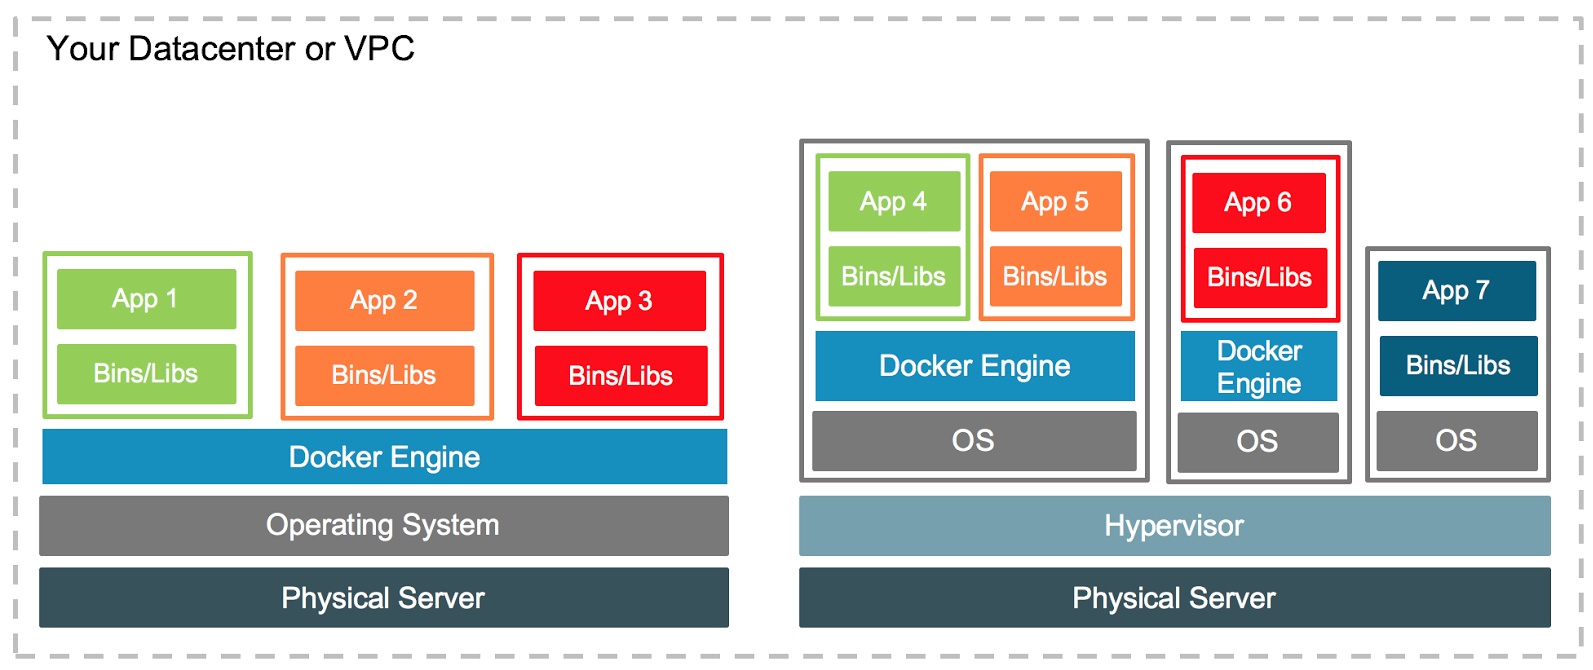 Your Datacenter or VPC
App 1
Bins/Libs
App 2
Bins/Libs
App 3
Bins/Libs
Docker Engine
Operating System
Physical Server
App 4
Bins/Libs
App 5
Bins/Libs
Docker Engine
OS
App 6
Bins/Libs
Docker
Engine
OS
App 7
Bins/Libs
OS
Hypervisor
Physical Server